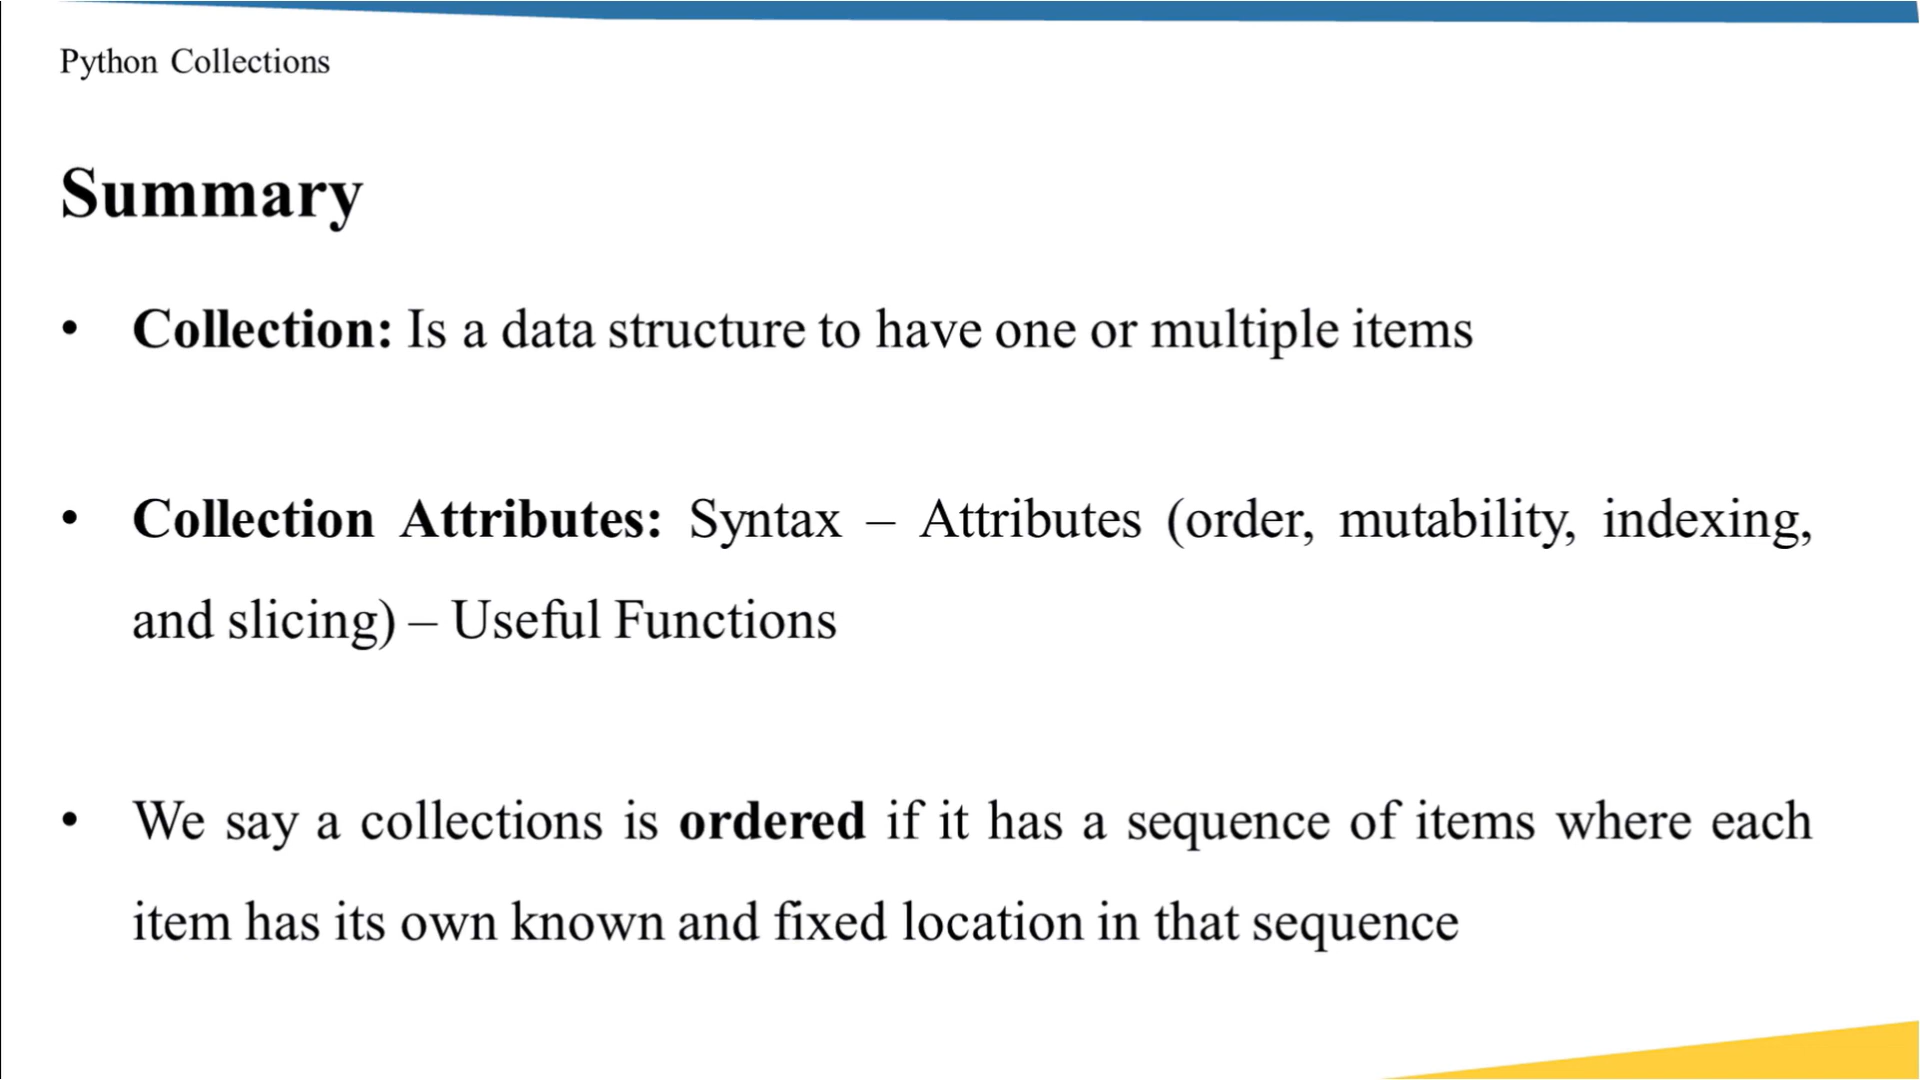 Python Collections
Summary
• Collection: Is a data structure to have one or multiple items
• Collection Attributes: Syntax – Attributes (order, mutability, indexing,
and slicing) – Useful Functions
• We say a collections is ordered if it has a sequence of items where each
item has its own known and fixed location in that sequence